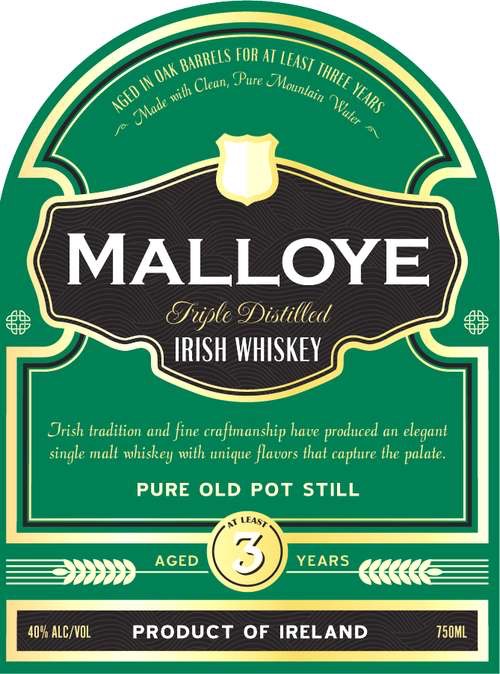 AGED IN OAK BARRELS FOR AT LEAST THREE YEARS
Made with Clean, Pure Mountain Water
MALLOYE
Triple Distilled
IRISH WHISKEY
Irish tradition and fine craftmanship have produced an elegant
single malt whiskey with unique flavors that capture the palate.
PURE OLD POT STILL
AT LEAST
AGED 3 YEARS
40% ALC/VOL PRODUCT OF IRELAND 750ML